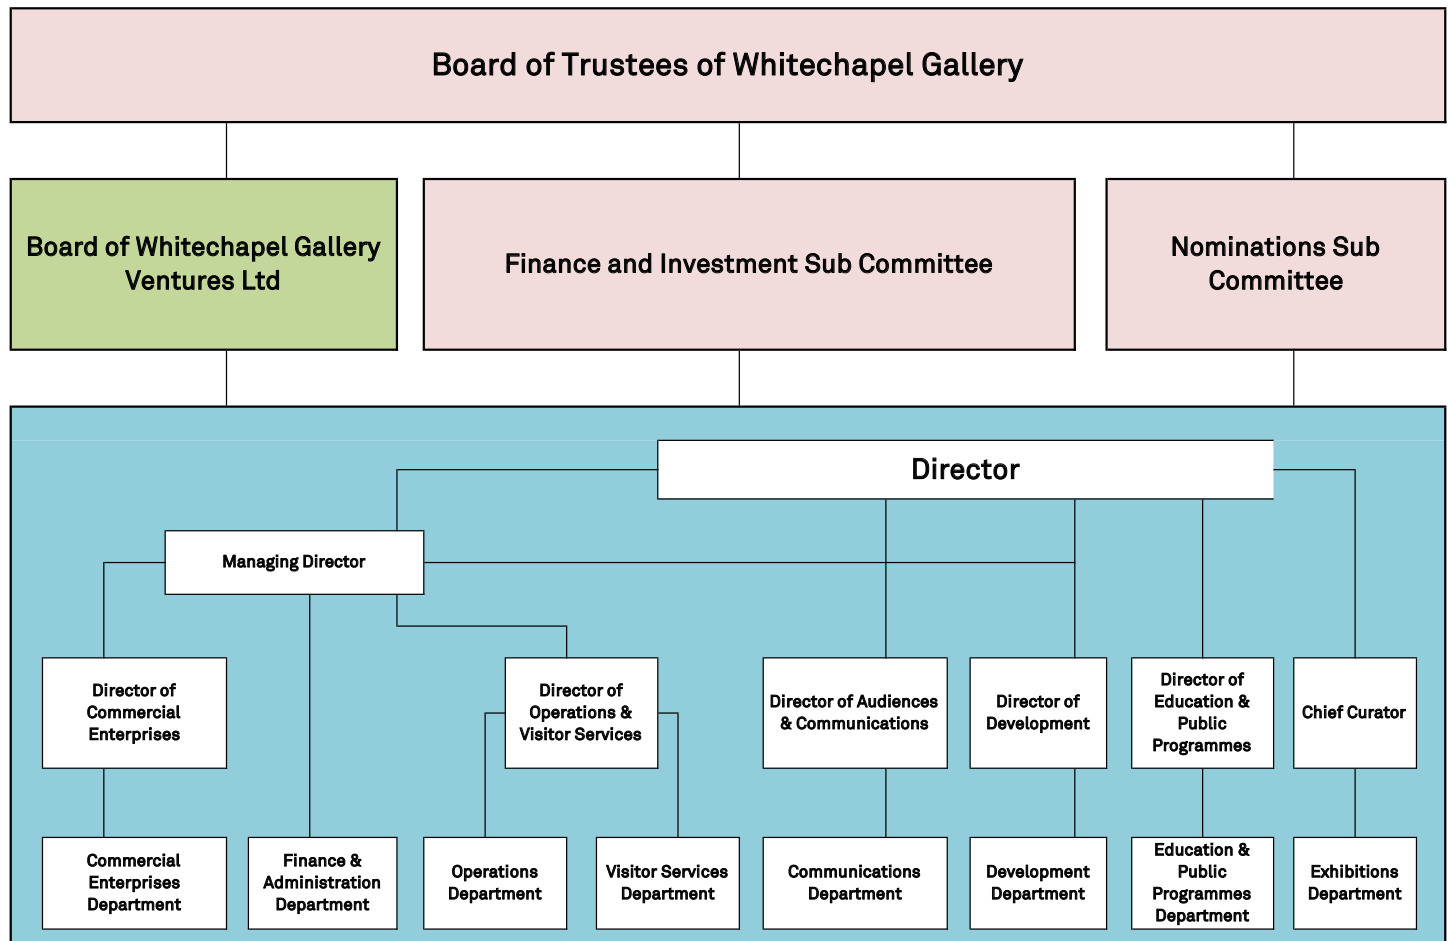 Board of Trustees of Whitechapel Gallery
Board of Whitechapel Gallery
Ventures Ltd
Finance and Investment Sub Committee
Nominations Sub
Committee
Director
Managing Director
Director of
Commercial
Enterprises
Director of
Operations &
Visitor Services
Director of Audiences
& Communications
Director of
Development
Director of
Education &
Public
Programmes
Chief Curator
Commercial
Enterprises
Department
Finance &
Administration
Department
Operations
Department
Visitor Services
Department
Communications
Department
Development
Department
Education &
Public
Programmes
Department
Exhibitions
Department